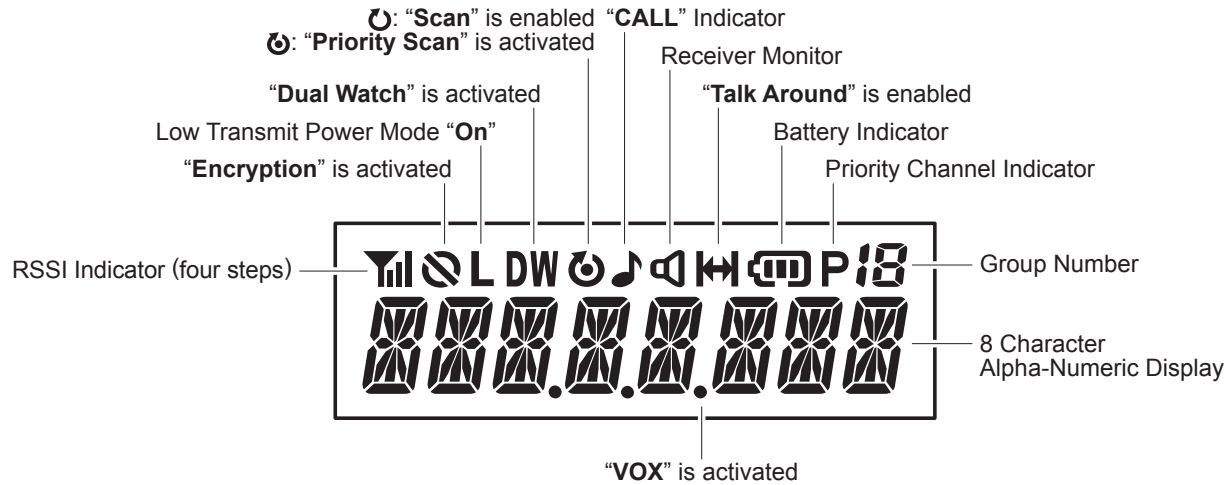 ↻: “Scan” is enabled “CALL” Indicator
: “Priority Scan” is activated
Receiver Monitor
“Dual Watch” is activated
“Talk Around” is enabled
Low Transmit Power Mode “On”
Battery Indicator
“Encryption” is activated
Priority Channel Indicator
RSSI Indicator (four steps)
L DW P 18
Group Number
8 Character
Alpha-Numeric Display
“VOX” is activated